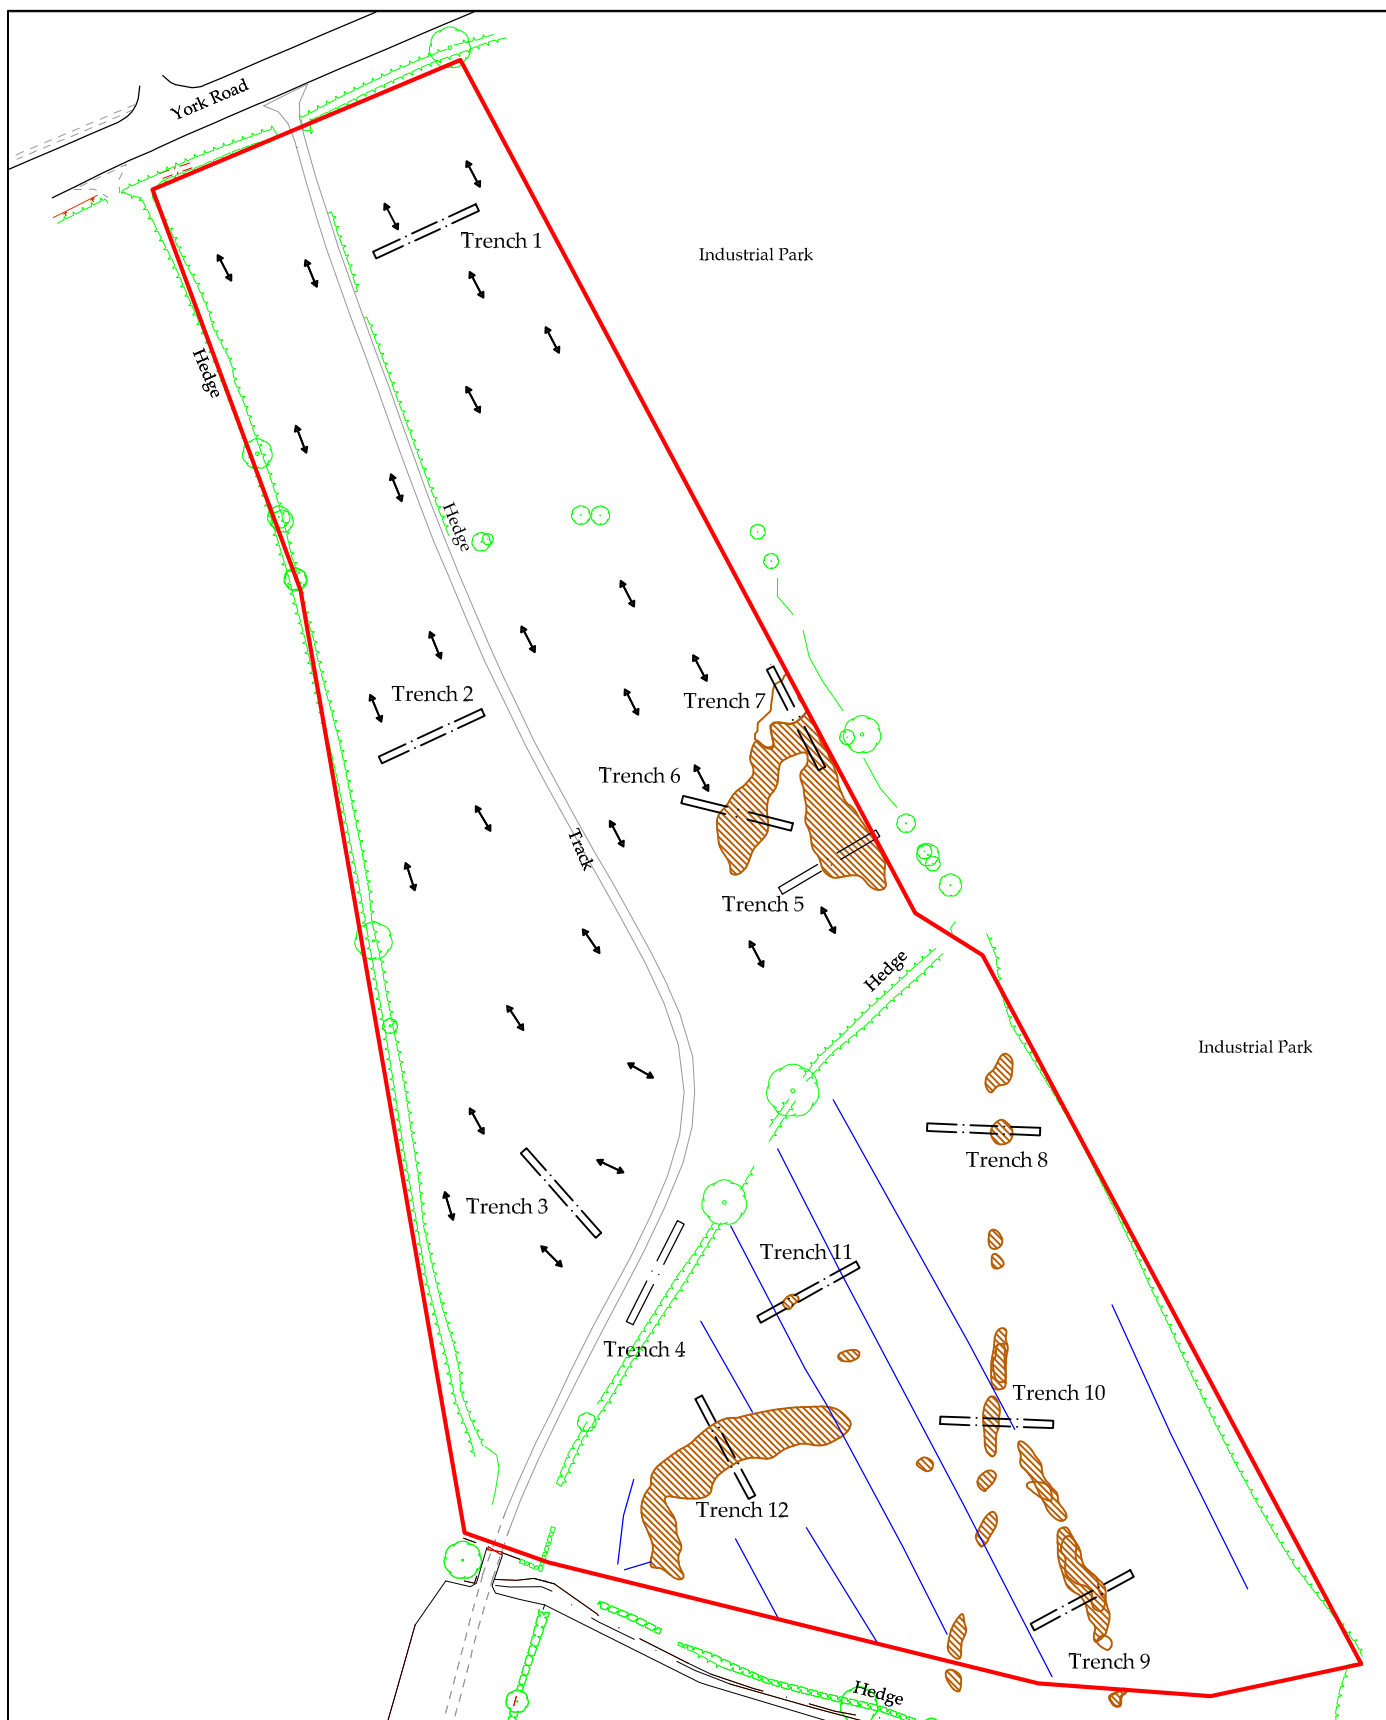 York Road
Trench 1
Industrial Park
Hedge
Hedge
Trench 2
Trench 7
Trench 6
Track
Trench 5
Hedge
Industrial Park
Trench 8
Trench 3
Trench 11
Trench 4
Trench 10
Trench 12
Trench 9
Hedge